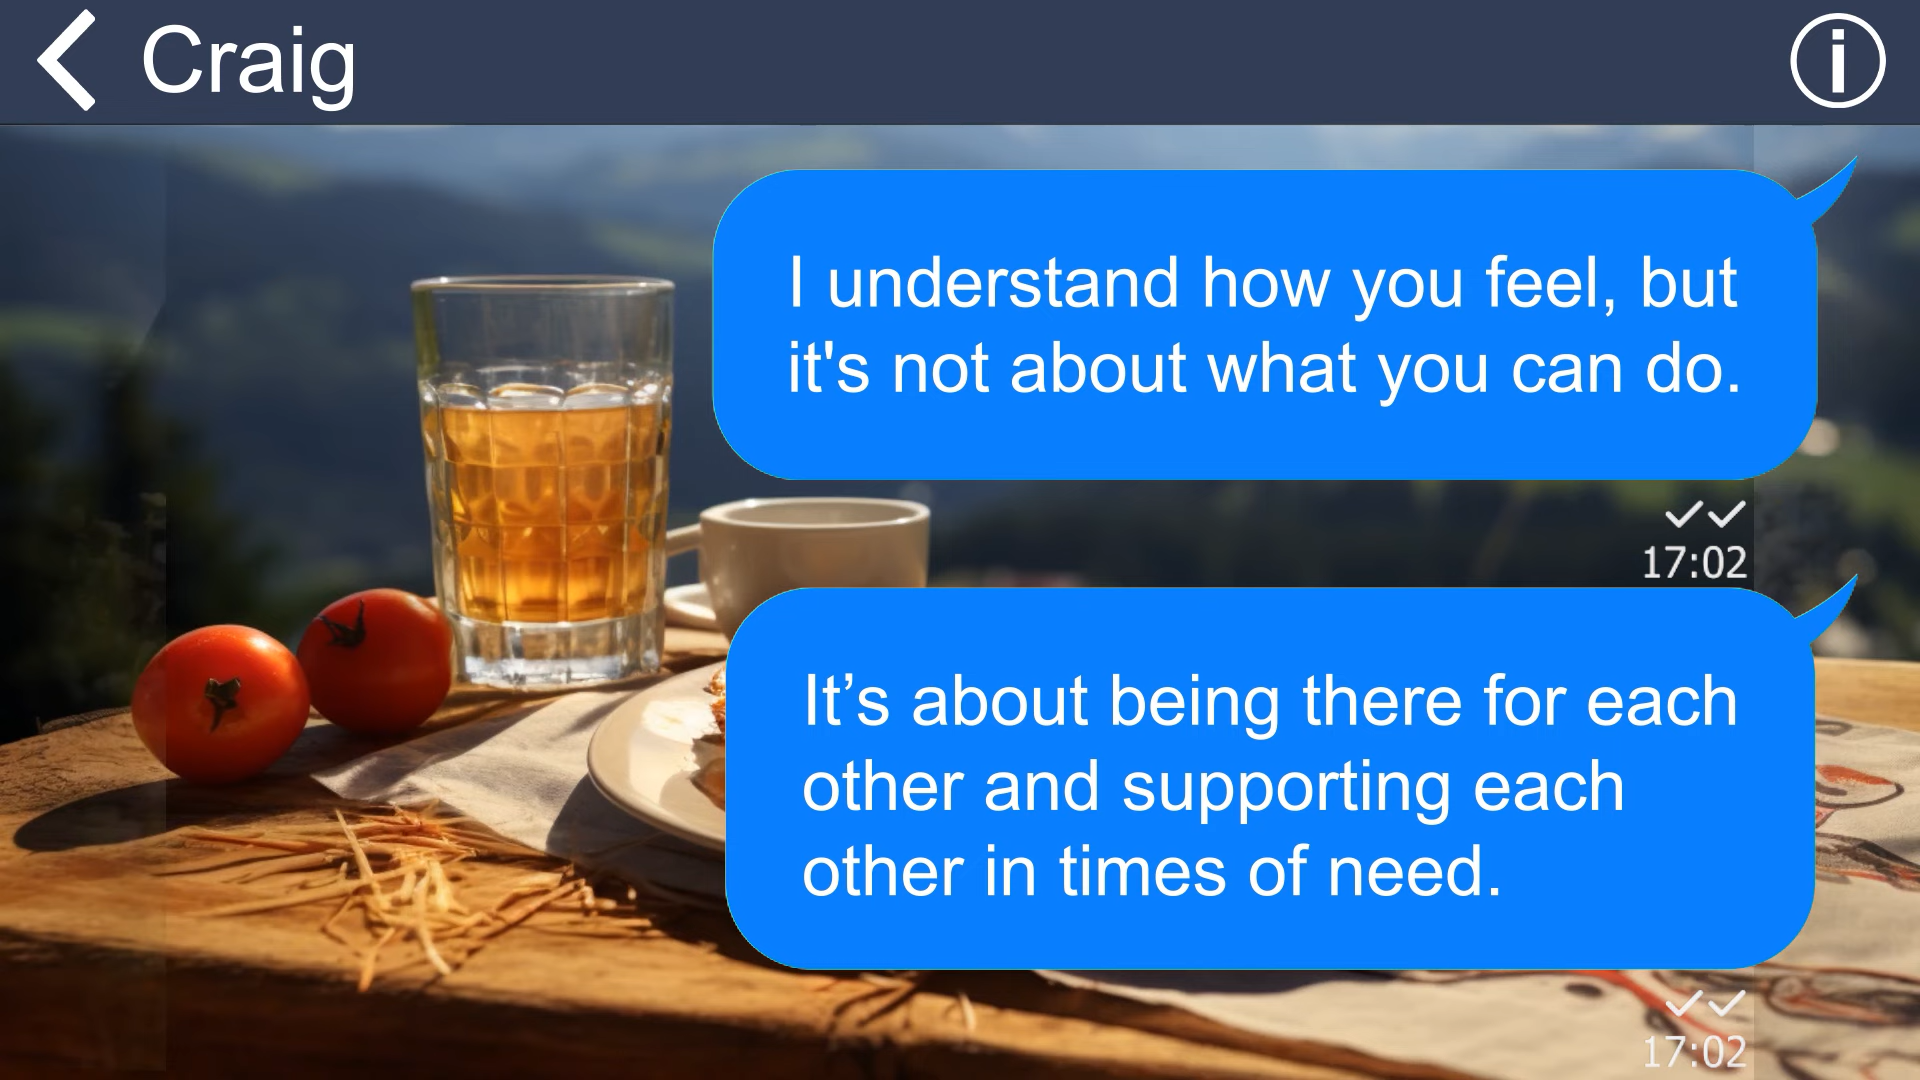 Craig
I understand how you feel, but
it's not about what you can do.
17:02
It’s about being there for each
other and supporting each
other in times of need.
17:02